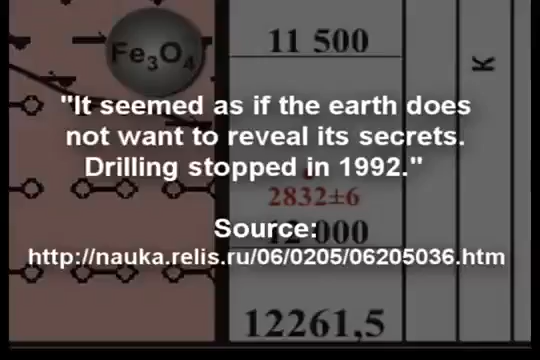 Fe3O4
11 500
K
"It seemed as if the earth does
not want to reveal its secrets.
Drilling stopped in 1992."
2832±6
Source:
12 000
http://nauka.relis.ru/06/0205/06205036.htm
12261,5